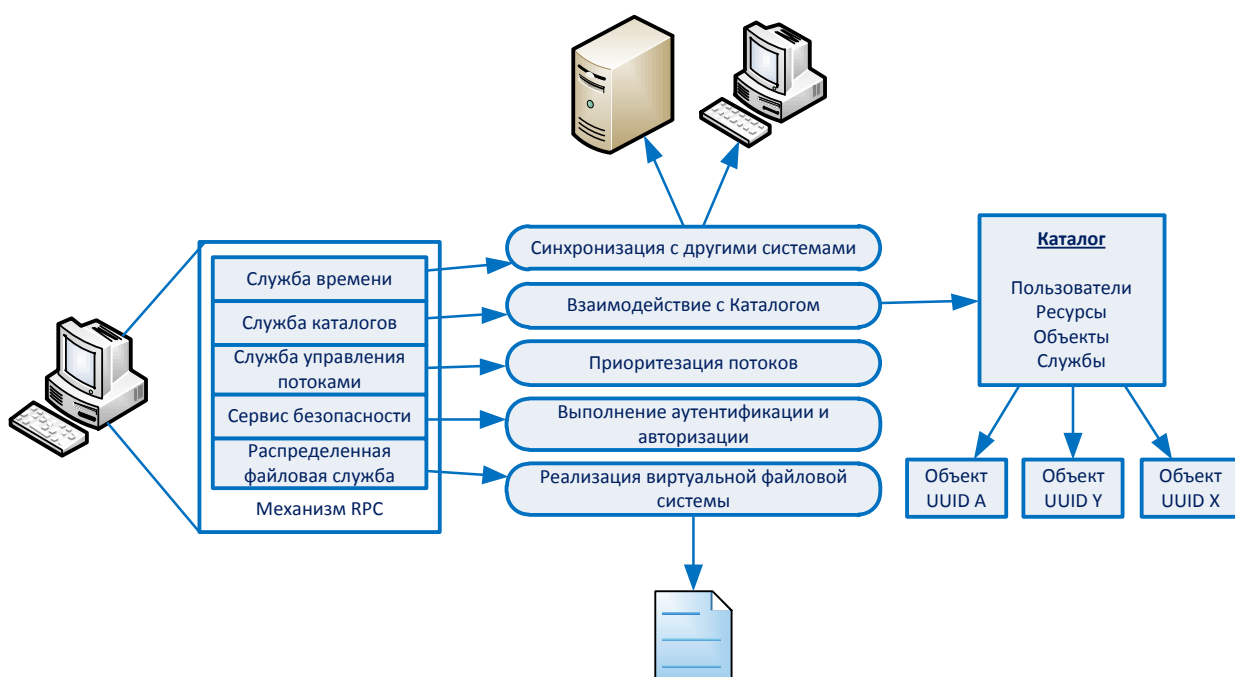 Служба времени
Служба каталогов
Служба управления
потоками
Сервис безопасности
Распределенная
файловая служба
Механизм RPC
Синхронизация с другими системами
Взаимодействие с Каталогом
Приоритезация потоков
Выполнение аутентификации и
авторизации
Реализация виртуальной файловой
системы
Каталог
Пользователи
Ресурсы
Объекты
Службы
Объект
UUID A
Объект
UUID Y
Объект
UUID X